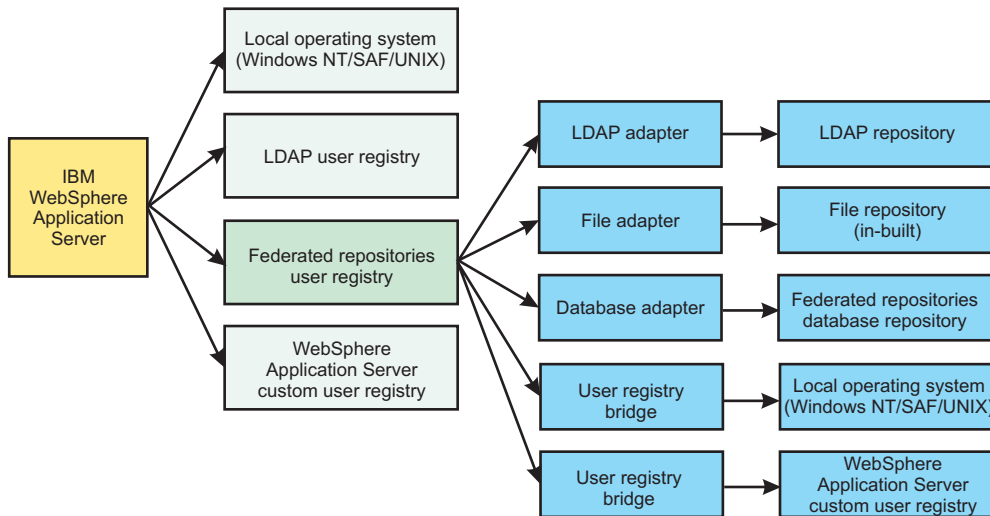 IBM
WebSphere
Application
Server
Local operating system
(Windows NT/SAF/UNIX)
LDAP user registry
Federated repositories
user registry
WebSphere
Application Server
custom user registry
LDAP adapter
LDAP repository
File adapter
File repository
(in-built)
Database adapter
Federated repositories
database repository
User registry
bridge
Local operating system
(Windows NT/SAF/UNIX)
User registry
bridge
WebSphere
Application Server
custom user registry